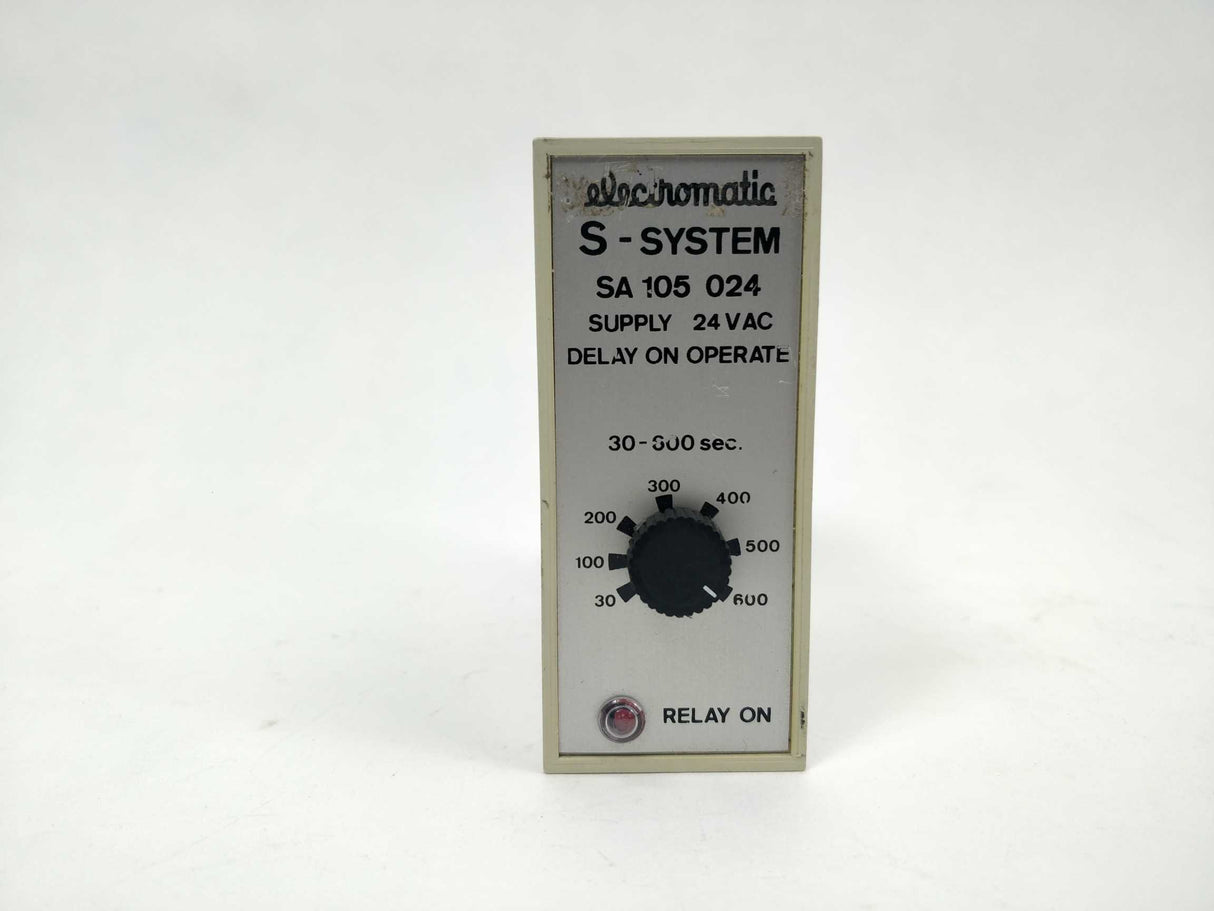 electromatic
S - SYSTEM
SA 105 024
SUPPLY 24 VAC
DELAY ON OPERATE
30 - 600 sec.
300
400
200
500
100
30
600
RELAY ON